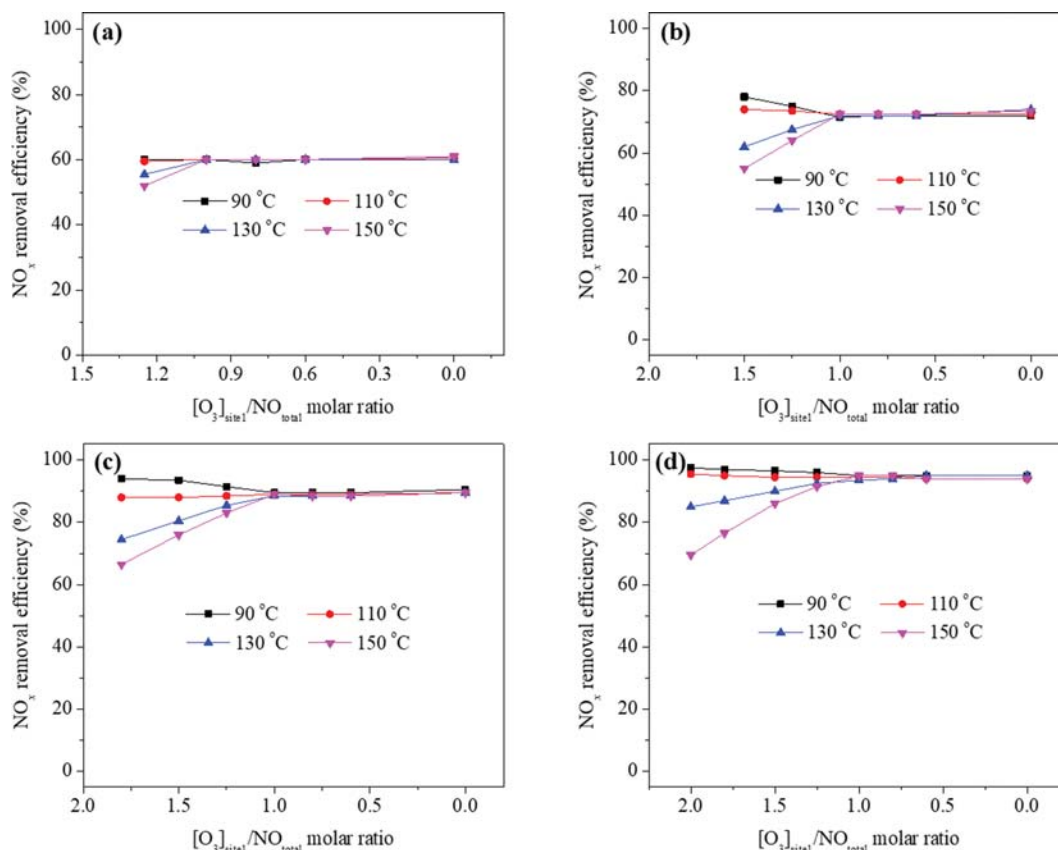 (a)
100
80
60
40
20
0
NOₓ removal efficiency (%)
90 °C 110 °C
130 °C 150 °C
1.5 1.2 0.9 0.6 0.3 0.0
[O₃]site1/NOtotal molar ratio
(b)
100
80
60
40
20
0
NOₓ removal efficiency (%)
90 °C 110 °C
130 °C 150 °C
2.0 1.5 1.0 0.5 0.0
[O₃]site1/NOtotal molar ratio
(c)
100
80
60
40
20
0
NOₓ removal efficiency (%)
90 °C 110 °C
130 °C 150 °C
2.0 1.5 1.0 0.5 0.0
[O₃]site1/NOtotal molar ratio
(d)
100
80
60
40
20
0
NOₓ removal efficiency (%)
90 °C 110 °C
130 °C 150 °C
2.0 1.5 1.0 0.5 0.0
[O₃]site1/NOtotal molar ratio